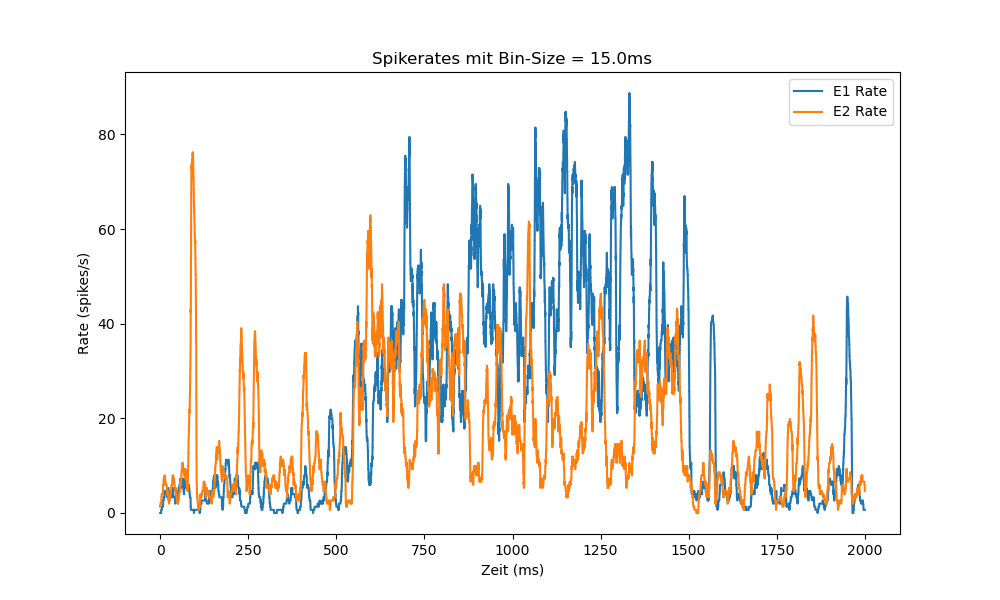 Spikerates mit Bin-Size = 15.0ms
E1 Rate
E2 Rate
80
60
40
20
0
Rate (spikes/s)
0 250 500 750 1000 1250 1500 1750 2000
Zeit (ms)